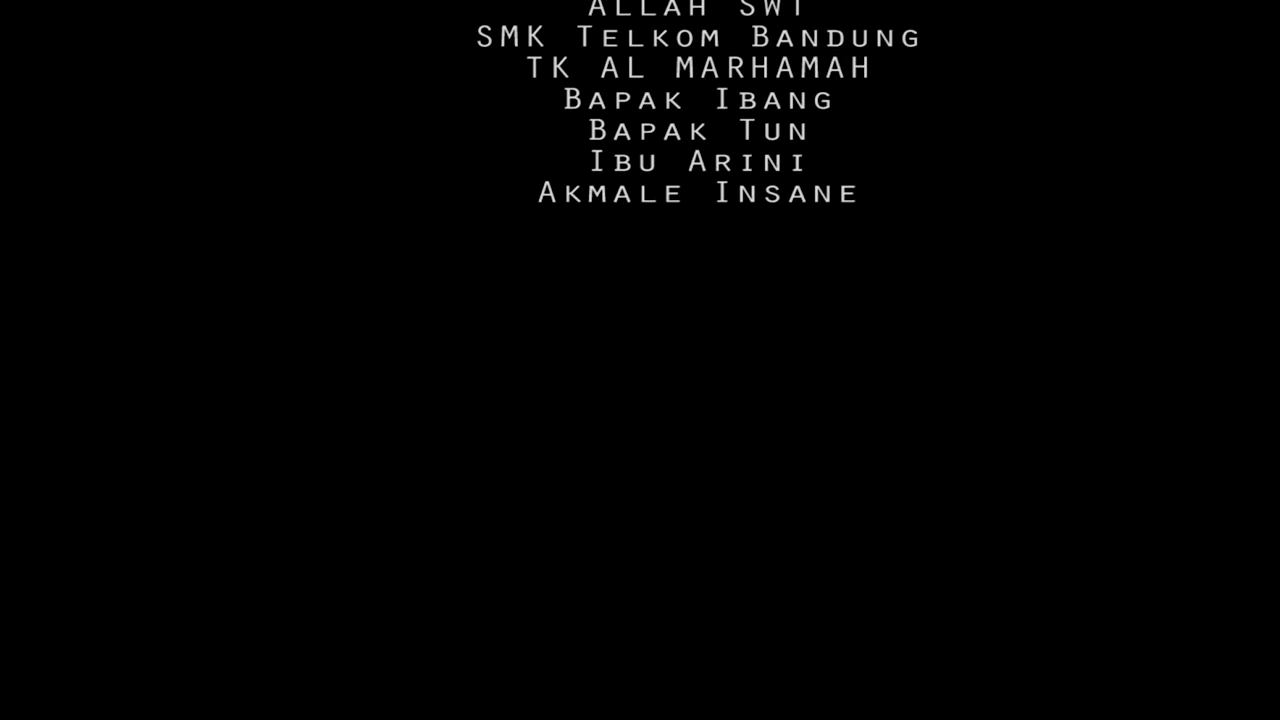 ALLAH SWT
SMK Telkom Bandung
TK AL MARHAMAH
Bapak Ibang
Bapak Tun
Ibu Arini
Akmale Insane